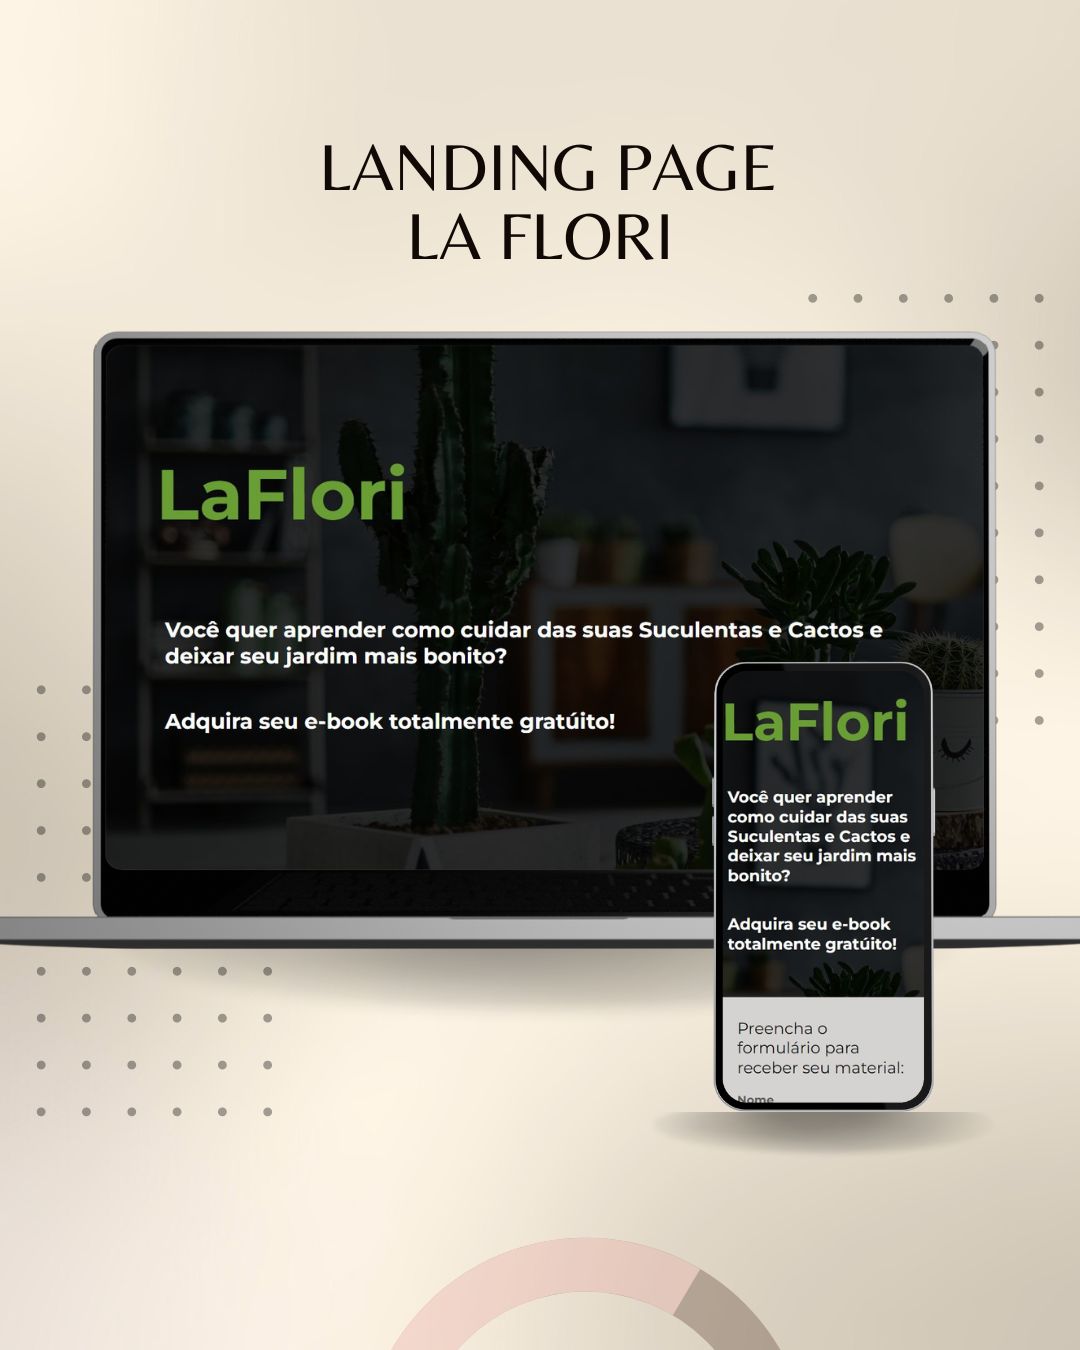 LANDING PAGE
LA FLORI
LaFlori
Você quer aprender como cuidar das suas Suculentas e Cactos e
deixar seu jardim mais bonito?
Adquira seu e-book totalmente gratúito!
LaFlori
Você quer aprender
como cuidar das suas
Suculentas e Cactos e
deixar seu jardim mais
bonito?
Adquira seu e-book
totalmente gratúito!
Preencha o
formulário para
receber seu material:
Nome